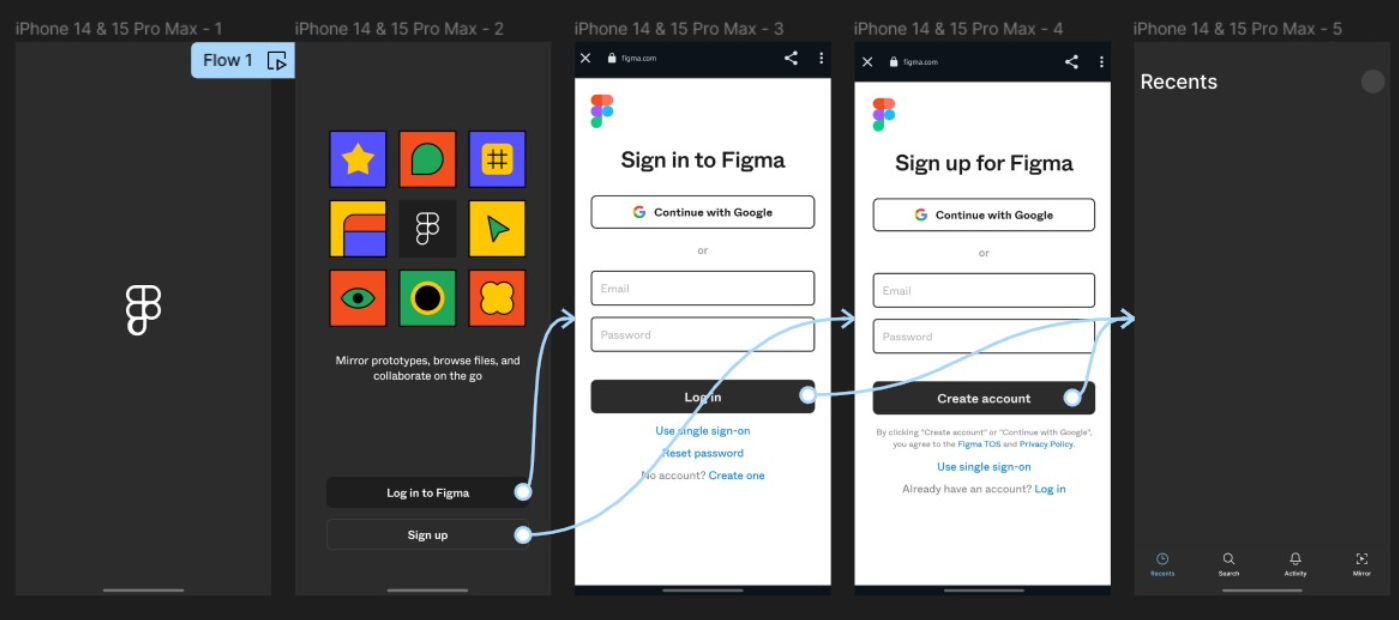 iPhone 14 & 15 Pro Max - 1
iPhone 14 & 15 Pro Max - 2
iPhone 14 & 15 Pro Max - 3
iPhone 14 & 15 Pro Max - 4
iPhone 14 & 15 Pro Max - 5
Flow 1
Mirror prototypes, browse files, and
collaborate on the go
Log in to Figma
Sign up
figma.com
Sign in to Figma
Continue with Google
or
Email
Password
Log in
Use single sign-on
Reset password
No account? Create one
figma.com
Sign up for Figma
Continue with Google
or
Email
Password
Create account
By clicking "Create account" or "Continue with Google",
you agree to the Figma TOS and Privacy Policy.
Use single sign-on
Already have an account? Log in
Recents
Recents
Search
Activity
Mirror